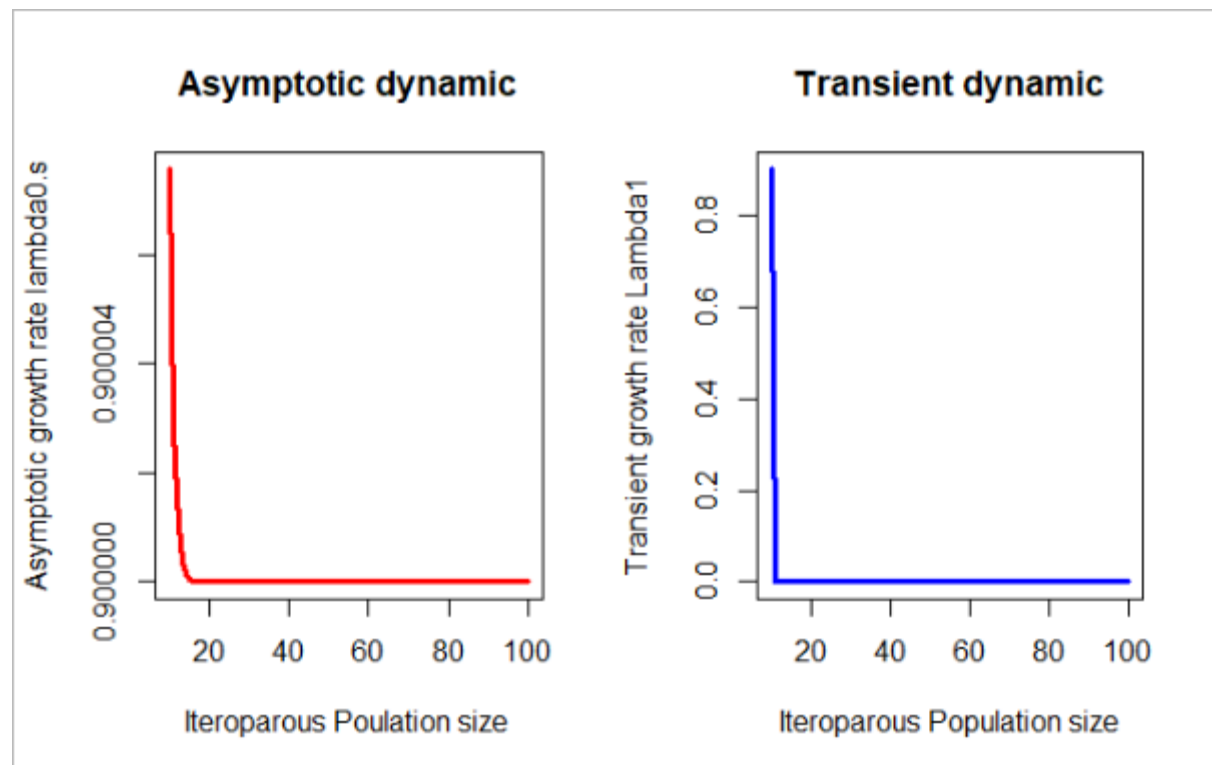 Asymptotic dynamic
Asymptotic growth rate lambda0.s
0.900004
0.900000
20 40 60 80 100
Iteroparous Poulation size
Transient dynamic
Transient growth rate Lambda1
0.8
0.6
0.4
0.2
0.0
20 40 60 80 100
Iteroparous Population size